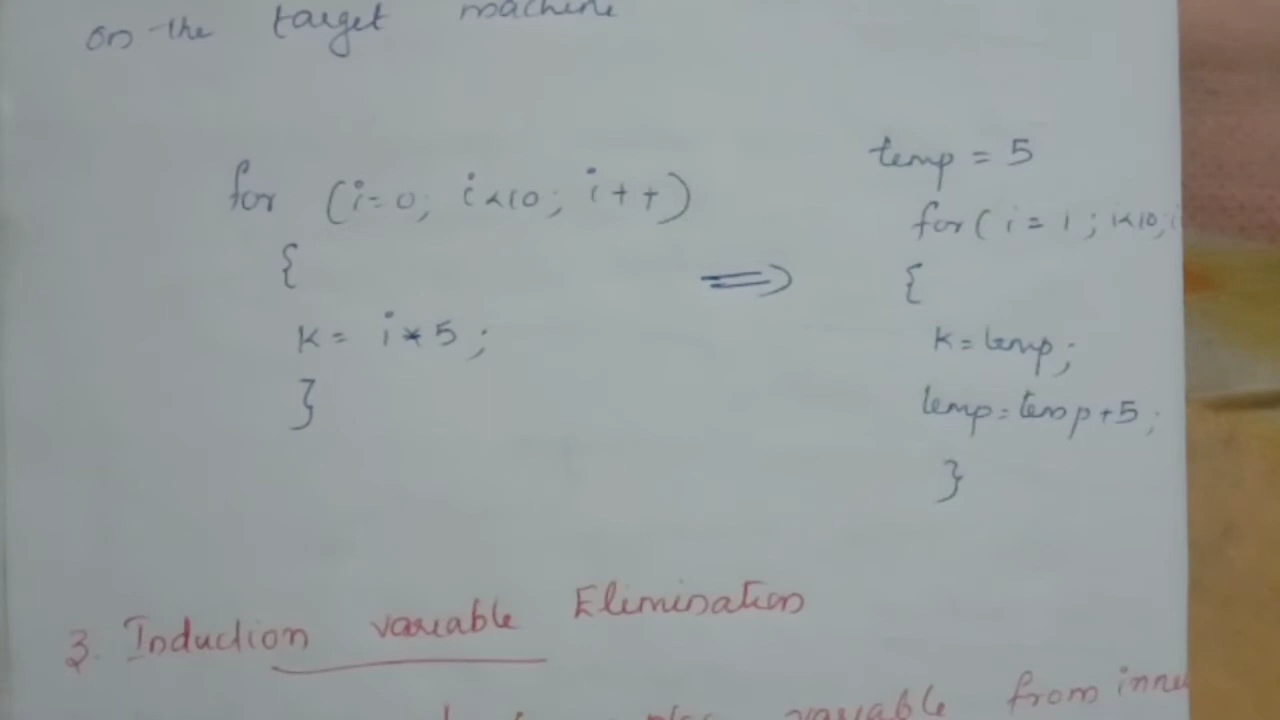 on the target machine
for (i=0; i<10; i++)
{
k= i*5;
}
⇒
temp = 5
for( i = 1; i<10; i
{
k=temp;
temp=temp+5;
}
3. Induction variable Elimination
variable from inne